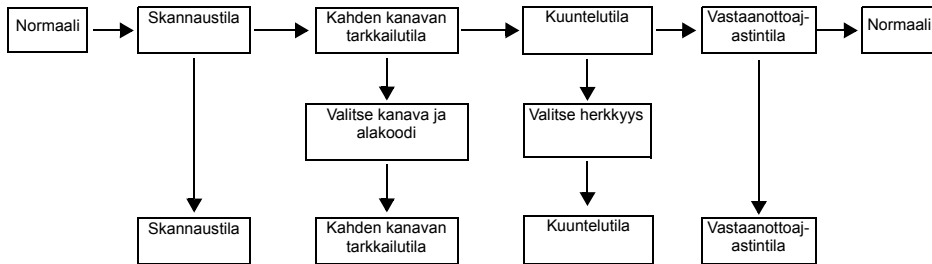 Normaali
Skannaustila
Kahden kanavan
tarkkailutila
Kuuntelutila
Vastaanottoaj-
astintila
Normaali
Valitse kanava ja
alakoodi
Valitse herkkyys
Skannaustila
Kahden kanavan
tarkkailutila
Kuuntelutila
Vastaanottoaj-
astintila